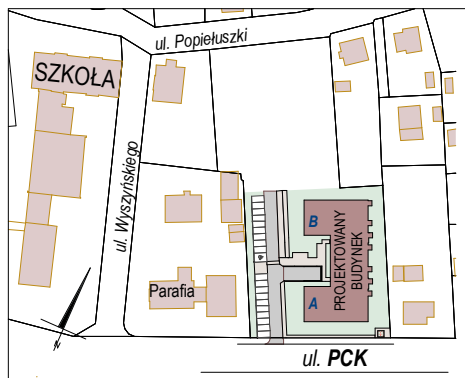 ul. Popiełuszki
SZKOŁA
ul. Wyszyńskiego
B
PROJEKTOWANY
BUDYNEK
A
Parafia
N
ul. PCK